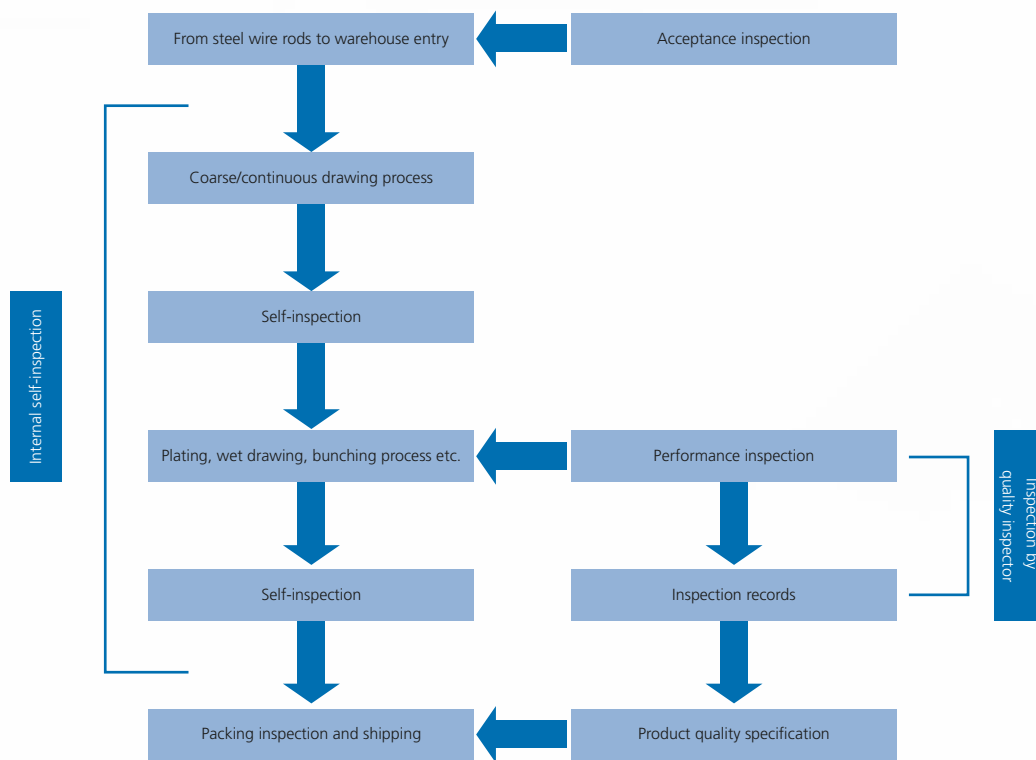 From steel wire rods to warehouse entry
Acceptance inspection
Coarse/continuous drawing process
Self-inspection
Internal self-inspection
Plating, wet drawing, bunching process etc.
Performance inspection
Inspection by
quality inspector
Self-inspection
Inspection records
Packing inspection and shipping
Product quality specification